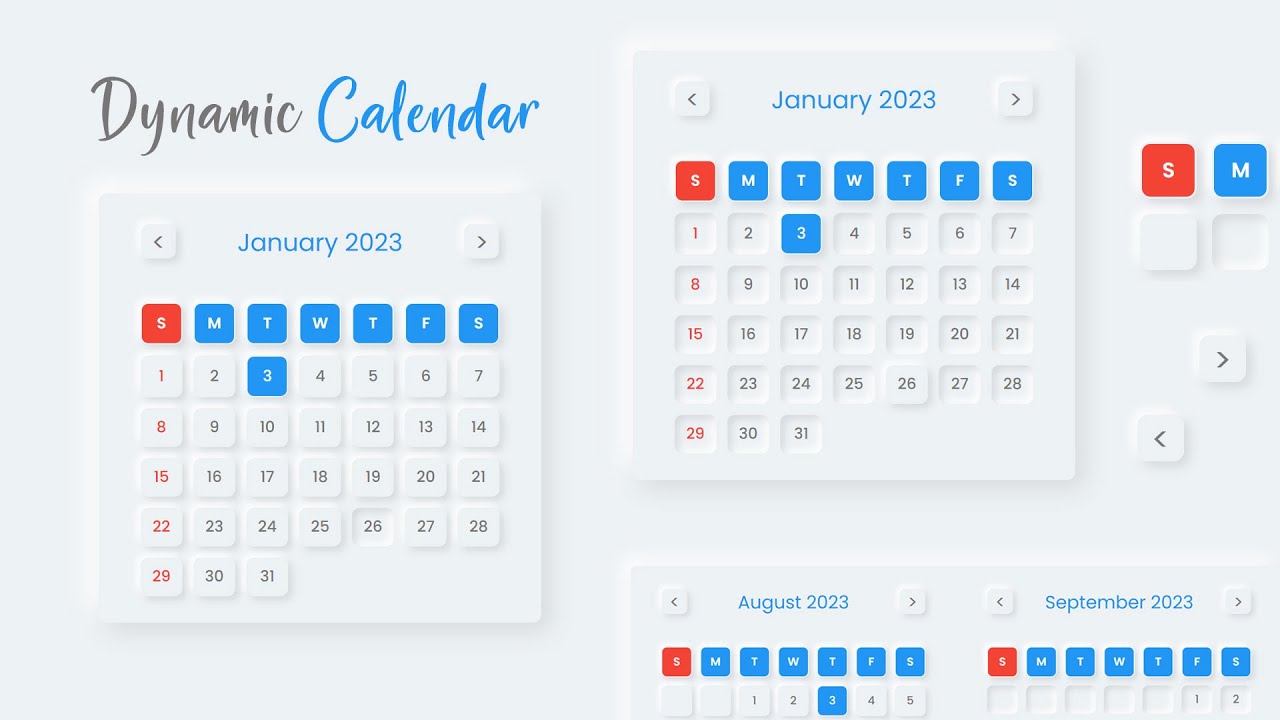 Dynamic Calendar
< January 2023 >
S M T W T F S
1 2 3 4 5 6 7
8 9 10 11 12 13 14
15 16 17 18 19 20 21
22 23 24 25 26 27 28
29 30 31
< January 2023 >
S M T W T F S
1 2 3 4 5 6 7
8 9 10 11 12 13 14
15 16 17 18 19 20 21
22 23 24 25 26 27 28
29 30 31
S M
>
<
< August 2023 >
S M T W T F S
1 2 3 4 5
< September 2023 >
S M T W T F S
1 2